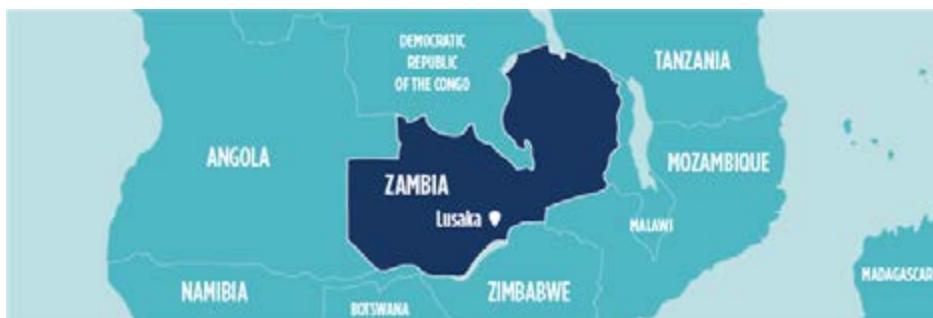 DEMOCRATIC
REPUBLIC
OF THE CONGO
TANZANIA
ANGOLA
MOZAMBIQUE
ZAMBIA
Lusaka
MALAWI
MADAGASCAR
NAMIBIA
ZIMBABWE
BOTSWANA